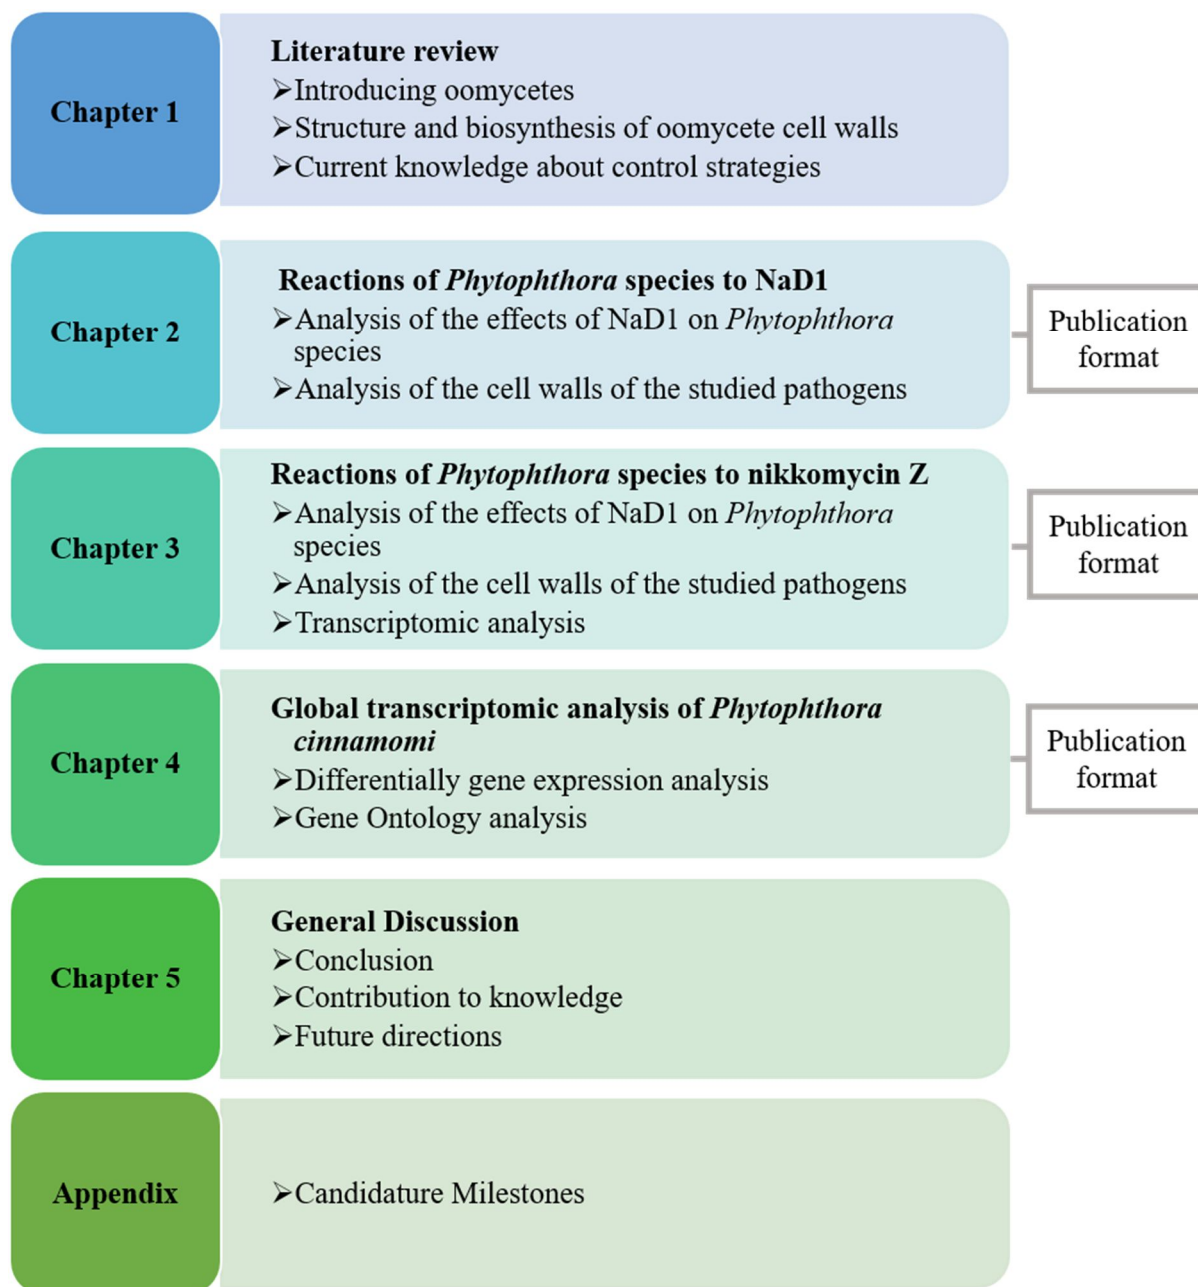 Chapter 1
Literature review
➢Introducing oomycetes
➢Structure and biosynthesis of oomycete cell walls
➢Current knowledge about control strategies
Chapter 2
Reactions of Phytophthora species to NaD1
➢Analysis of the effects of NaD1 on Phytophthora
species
➢Analysis of the cell walls of the studied pathogens
Publication
format
Chapter 3
Reactions of Phytophthora species to nikkomycin Z
➢Analysis of the effects of NaD1 on Phytophthora
species
➢Analysis of the cell walls of the studied pathogens
➢Transcriptomic analysis
Publication
format
Chapter 4
Global transcriptomic analysis of Phytophthora
cinnamomi
➢Differentially gene expression analysis
➢Gene Ontology analysis
Publication
format
Chapter 5
General Discussion
➢Conclusion
➢Contribution to knowledge
➢Future directions
Appendix
➢Candidature Milestones